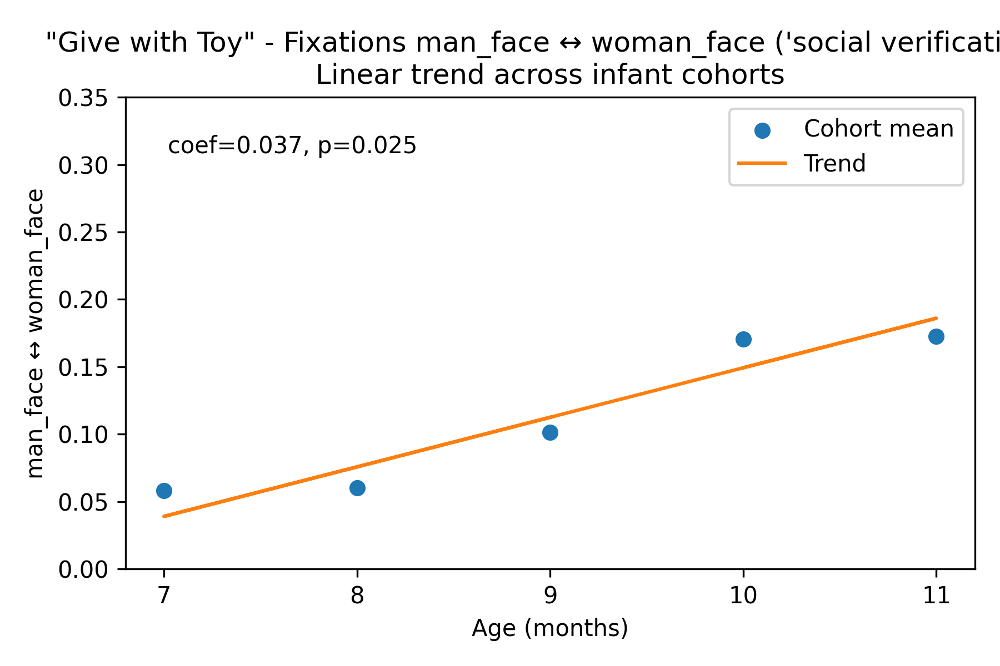 "Give with Toy" - Fixations man_face ↔ woman_face ('social verificati
Linear trend across infant cohorts
coef=0.037, p=0.025
Cohort mean
Trend
man_face ↔ woman_face
0.35
0.30
0.25
0.20
0.15
0.10
0.05
0.00
7 8 9 10 11
Age (months)